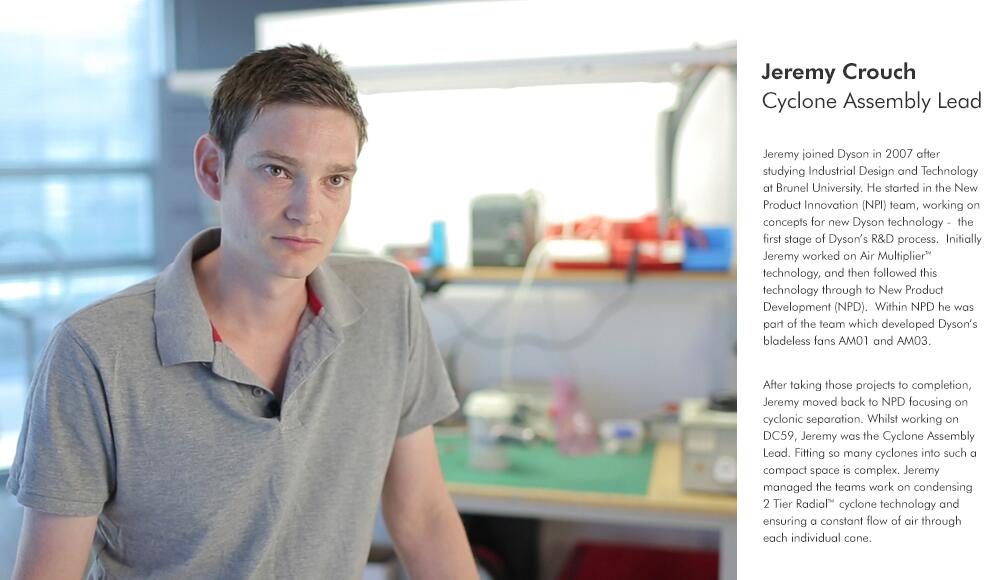 Jeremy Crouch
Cyclone Assembly Lead
Jeremy joined Dyson in 2007 after
studying Industrial Design and Technology
at Brunel University. He started in the New
Product Innovation (NPI) team, working on
concepts for new Dyson technology -  the
first stage of Dyson's R&D process.  Initially
Jeremy worked on Air Multiplier™
technology, and then followed this
technology through to New Product
Development (NPD).  Within NPD he was
part of the team which developed Dyson's
bladeless fans AM01 and AM03.
After taking those projects to completion,
Jeremy moved back to NPD focusing on
cyclonic separation. Whilst working on
DC59, Jeremy was the Cyclone Assembly
Lead. Fitting so many cyclones into such a
compact space is complex. Jeremy
managed the teams work on condensing
2 Tier Radial™ cyclone technology and
ensuring a constant flow of air through
each individual cone.